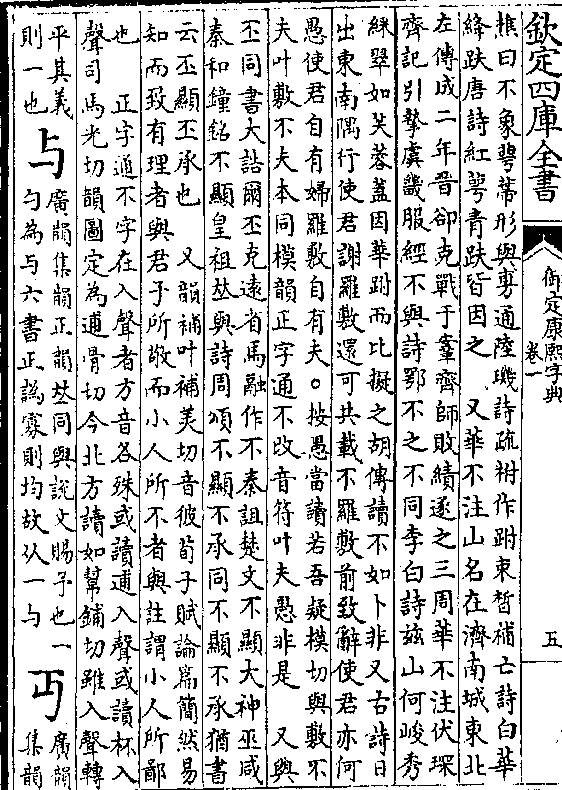 欽定四庫全書
御定康熙字典
卷一
五
樵曰不象萼蔕形與旉通陸璣詩疏柎作跗束晳補亡詩白華
絳趺唐詩紅萼青趺皆因之　又華不注山名在濟南城東北
左傳成二年晉卻克戰于鞌齊師敗績遂之三周華不注伏琛
齊記引摯虞畿服經不與詩鄂不之不同李白詩兹山何峻秀
綵翠如芙蓉蓋因華跗而比擬之胡傳讀不如卜非又古詩日
出東南隅行使君謝羅敷還可共載不羅敷前致辭使君亦何
愚使君自有婦羅敷自有夫。按愚當讀若吾疑模切與敷不
夫叶敷不夫本同模韻正字通不改音符叶夫愚非是　又與
丕同書大誥爾丕克遠省馬融作不秦詛楚文不顯大神巫咸
秦和鐘銘不顯皇祖𠀤與詩周頌不顯不承同不顯不承猶書
云丕顯丕承也　又韻補叶補美切音彼荀子賦論篇簡然易
知而致有理者與君子所敬而小人所不者與註謂小人所鄙
也　正字通不字在入聲者方音各殊或讀逋入聲或讀杯入
聲司馬光切韻圖定為逋骨切今北方讀如幫鋪切雖入聲轉
平其義
則一也
与
廣韻集韻正韻𠀤同與說文賜予也一
勺為与六書正譌寡則均故从一与
丏
廣韻
集韻